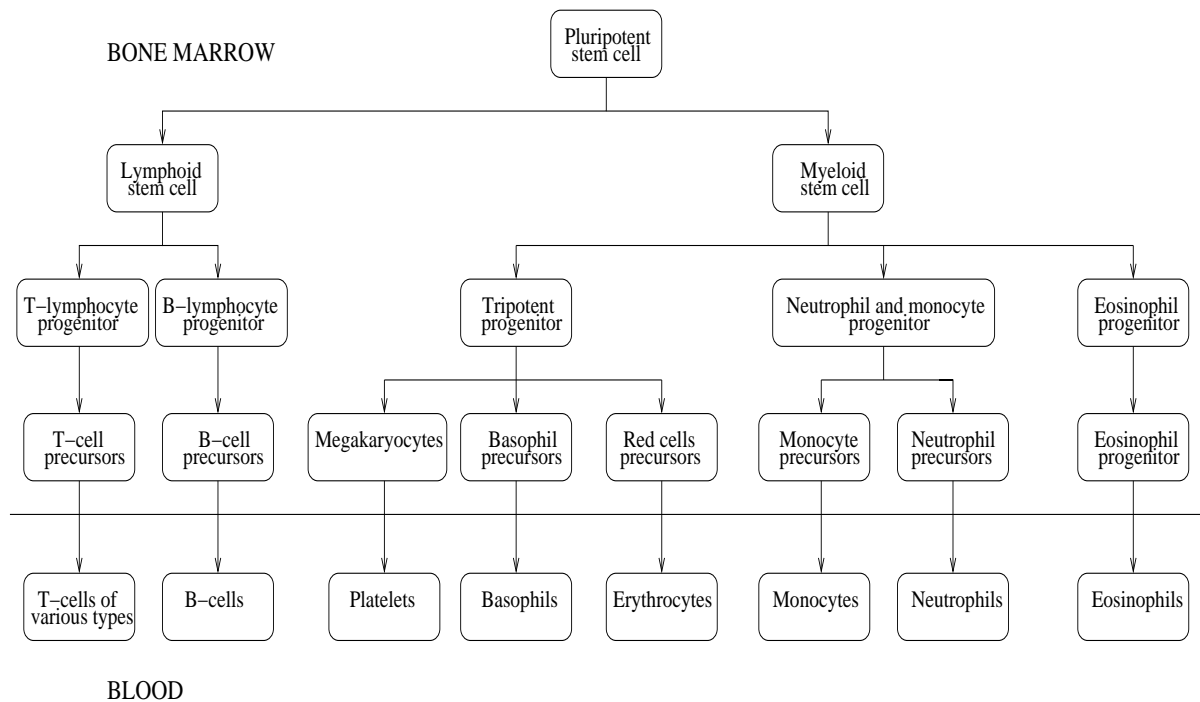 BONE MARROW
Pluripotent
stem cell
Lymphoid
stem cell
Myeloid
stem cell
T−lymphocyte
progenitor
B−lymphocyte
progenitor
Tripotent
progenitor
Neutrophil and monocyte
progenitor
Eosinophil
progenitor
T−cell
precursors
B−cell
precursors
Megakaryocytes
Basophil
precursors
Red cells
precursors
Monocyte
precursors
Neutrophil
precursors
Eosinophil
progenitor
T−cells of
various types
B−cells
Platelets
Basophils
Erythrocytes
Monocytes
Neutrophils
Eosinophils
BLOOD